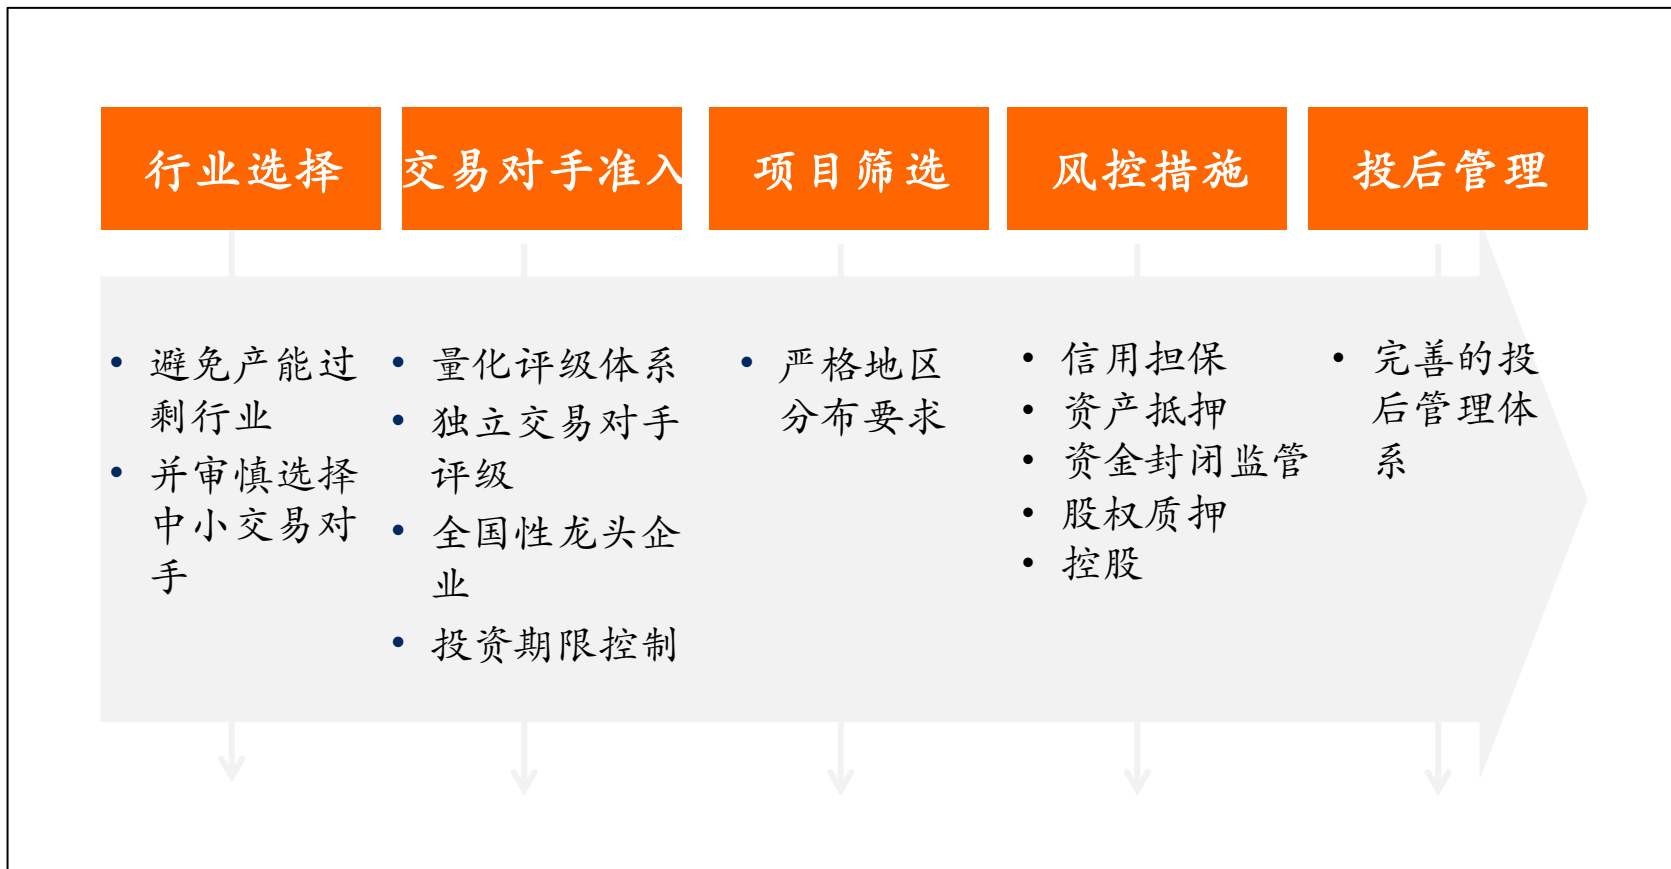 行业选择
交易对手准入
项目筛选
风控措施
投后管理
• 避免产能过
剩行业
• 并审慎选择
中小交易对
手
• 量化评级体系
• 独立交易对手
评级
• 全国性龙头企
业
• 投资期限控制
• 严格地区
分布要求
• 信用担保
• 资产抵押
• 资金封闭监管
• 股权质押
• 控股
• 完善的投
后管理体
系